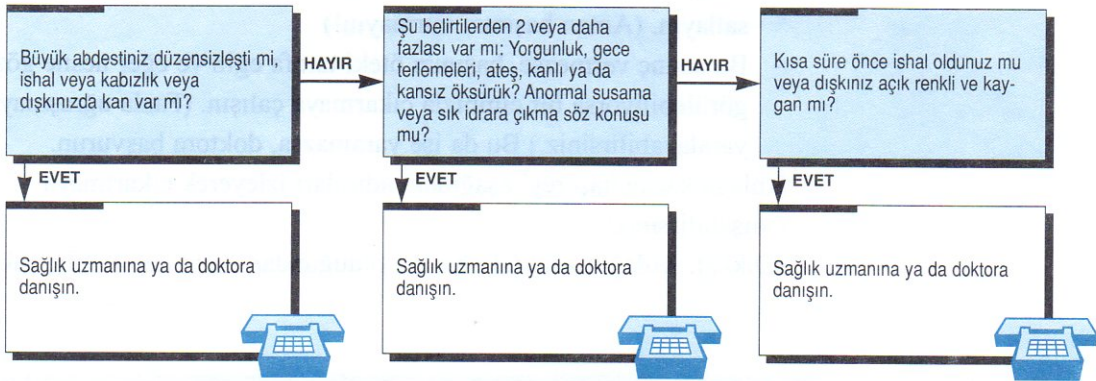 Büyük abdestiniz düzensizleşti mi,
ishal veya kabızlık veya
dışkınızda kan var mı?
HAYIR
Şu belirtilerden 2 veya daha
fazlası var mı: Yorgunluk, gece
terlemeleri, ateş, kanlı ya da
kansız öksürük? Anormal susama
veya sık idrara çıkma söz konusu
mu?
HAYIR
Kısa süre önce ishal oldunuz mu
veya dışkınız açık renkli ve kay-
gan mı?
EVET
EVET
EVET
Sağlık uzmanına ya da doktora
danışın.
Sağlık uzmanına ya da doktora
danışın.
Sağlık uzmanına ya da doktora
danışın.